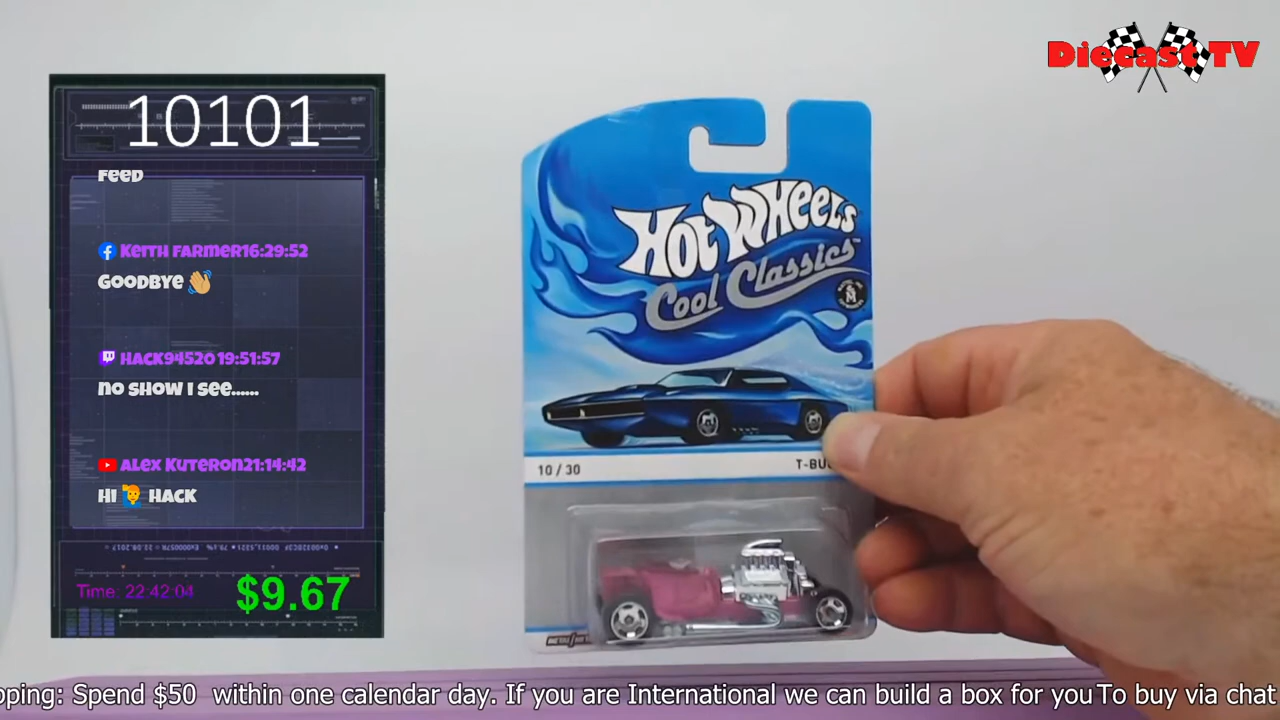 Diecast TV
10101
FEED
Keith Farmer16:29:52
GOODBYE 👋
Hack94520 19:51:57
no show I see......
Alex Kuteron21:14:42
HI 🙋 HACK
Time: 22:42:04
$9.67
Hot Wheels
Cool Classics
10 / 30
pping: Spend $50 within one calendar day. If you are International we can build a box for you To buy via chat